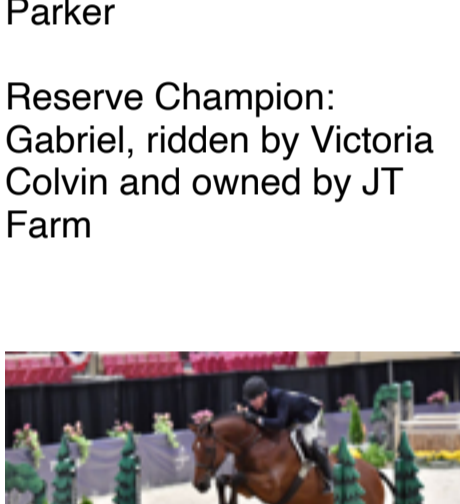 Parker
Reserve Champion:
Gabriel, ridden by Victoria
Colvin and owned by JT
Farm